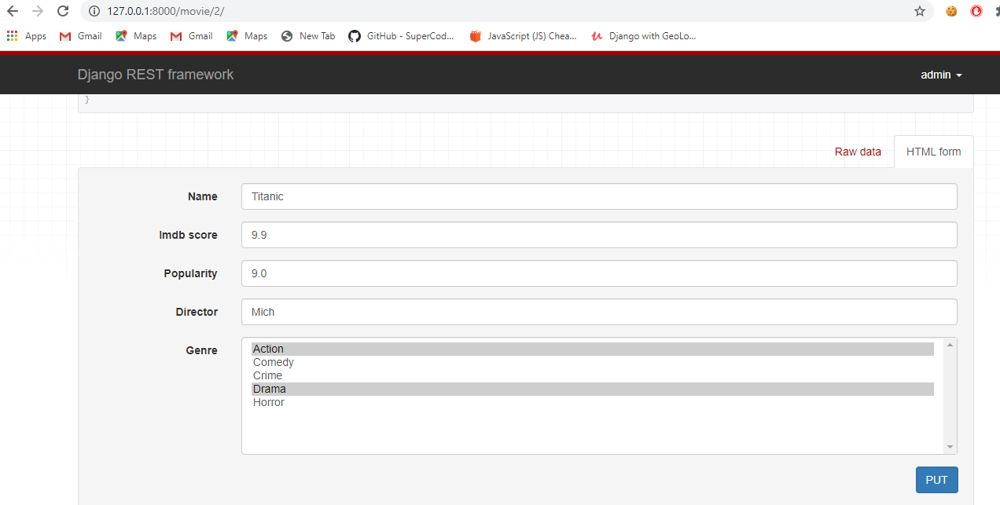 127.0.0.1:8000/movie/2/
Apps Gmail Maps Gmail Maps New Tab GitHub - SuperCod... JavaScript (JS) Chea... Django with GeoLo...
Django REST framework admin
}
Raw data HTML form
Name Titanic
Imdb score 9.9
Popularity 9.0
Director Mich
Genre Action
Comedy
Crime
Drama
Horror
PUT